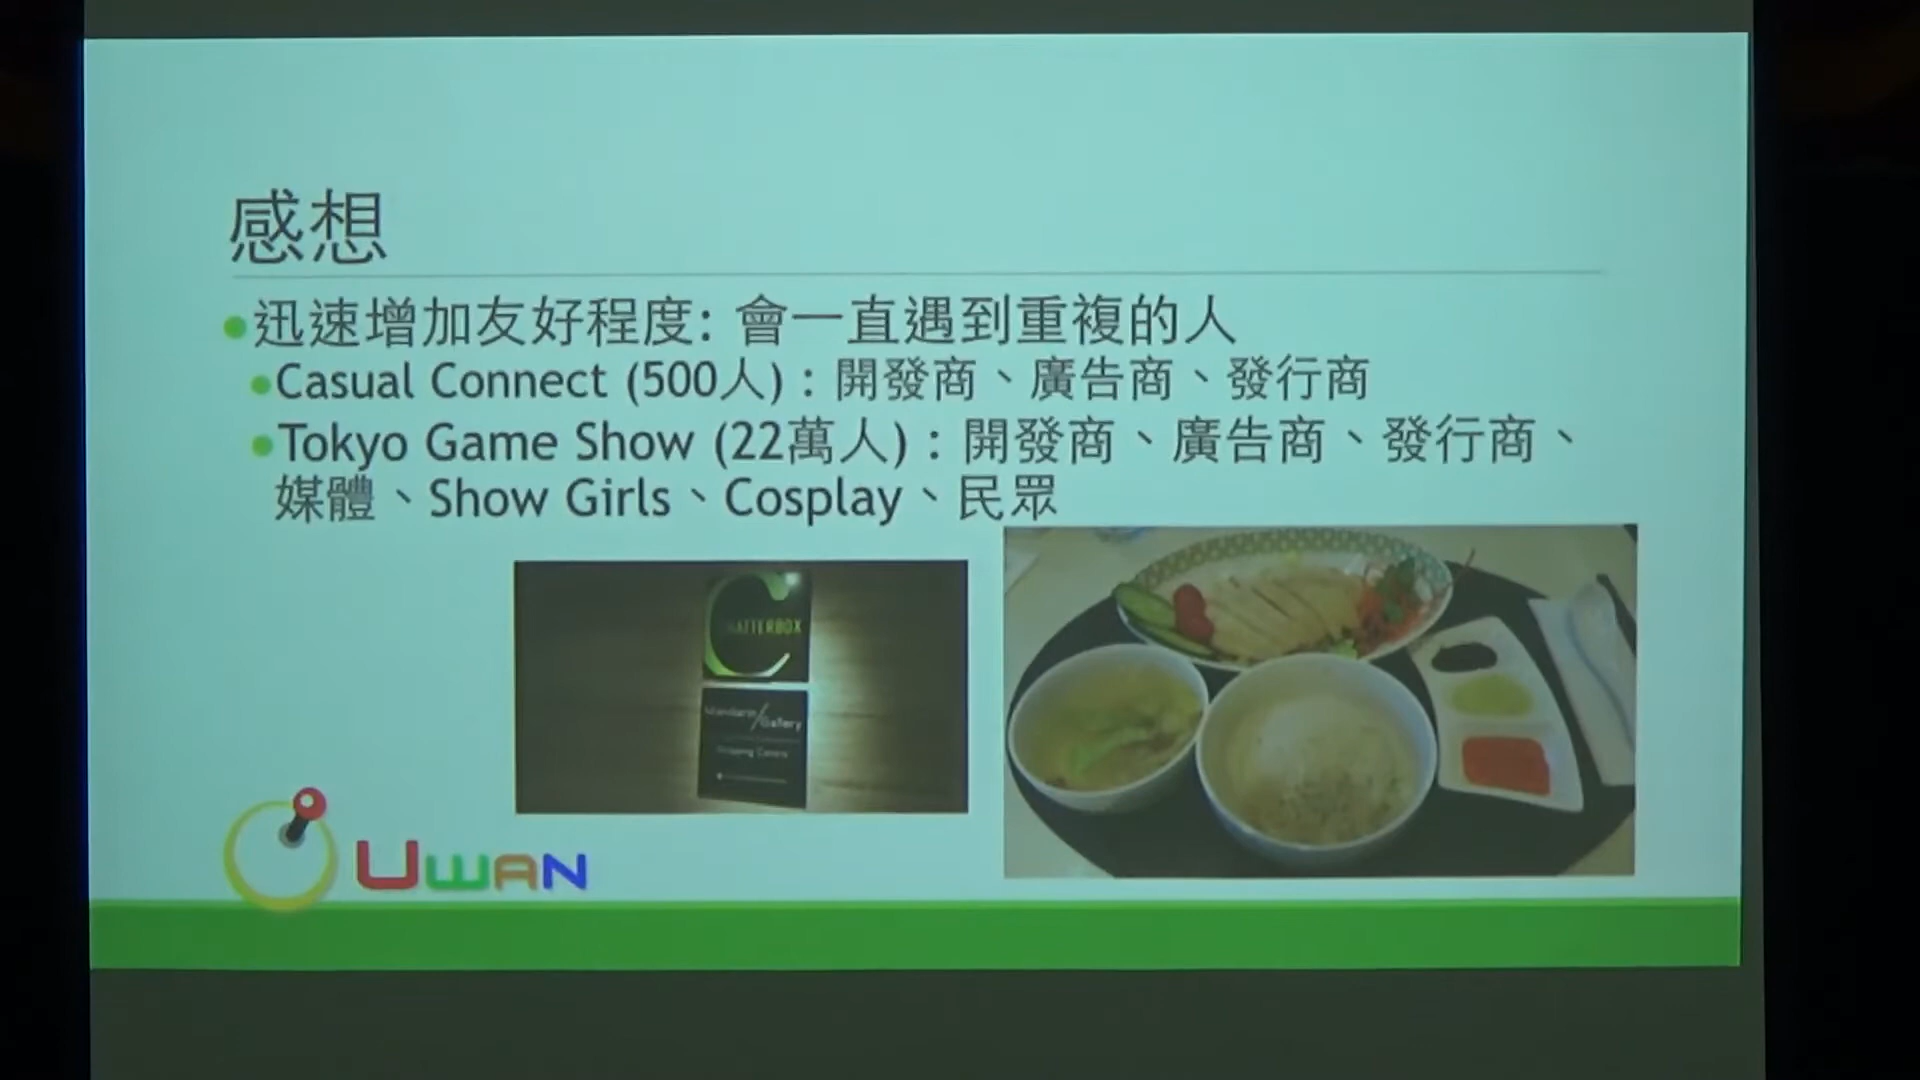 感想
迅速增加友好程度: 會一直遇到重複的人
Casual Connect (500人)：開發商、廣告商、發行商
Tokyo Game Show (22萬人)：開發商、廣告商、發行商、
媒體、Show Girls、Cosplay、民眾
CHATTERBOX
Mandarin Gallery
UWAN